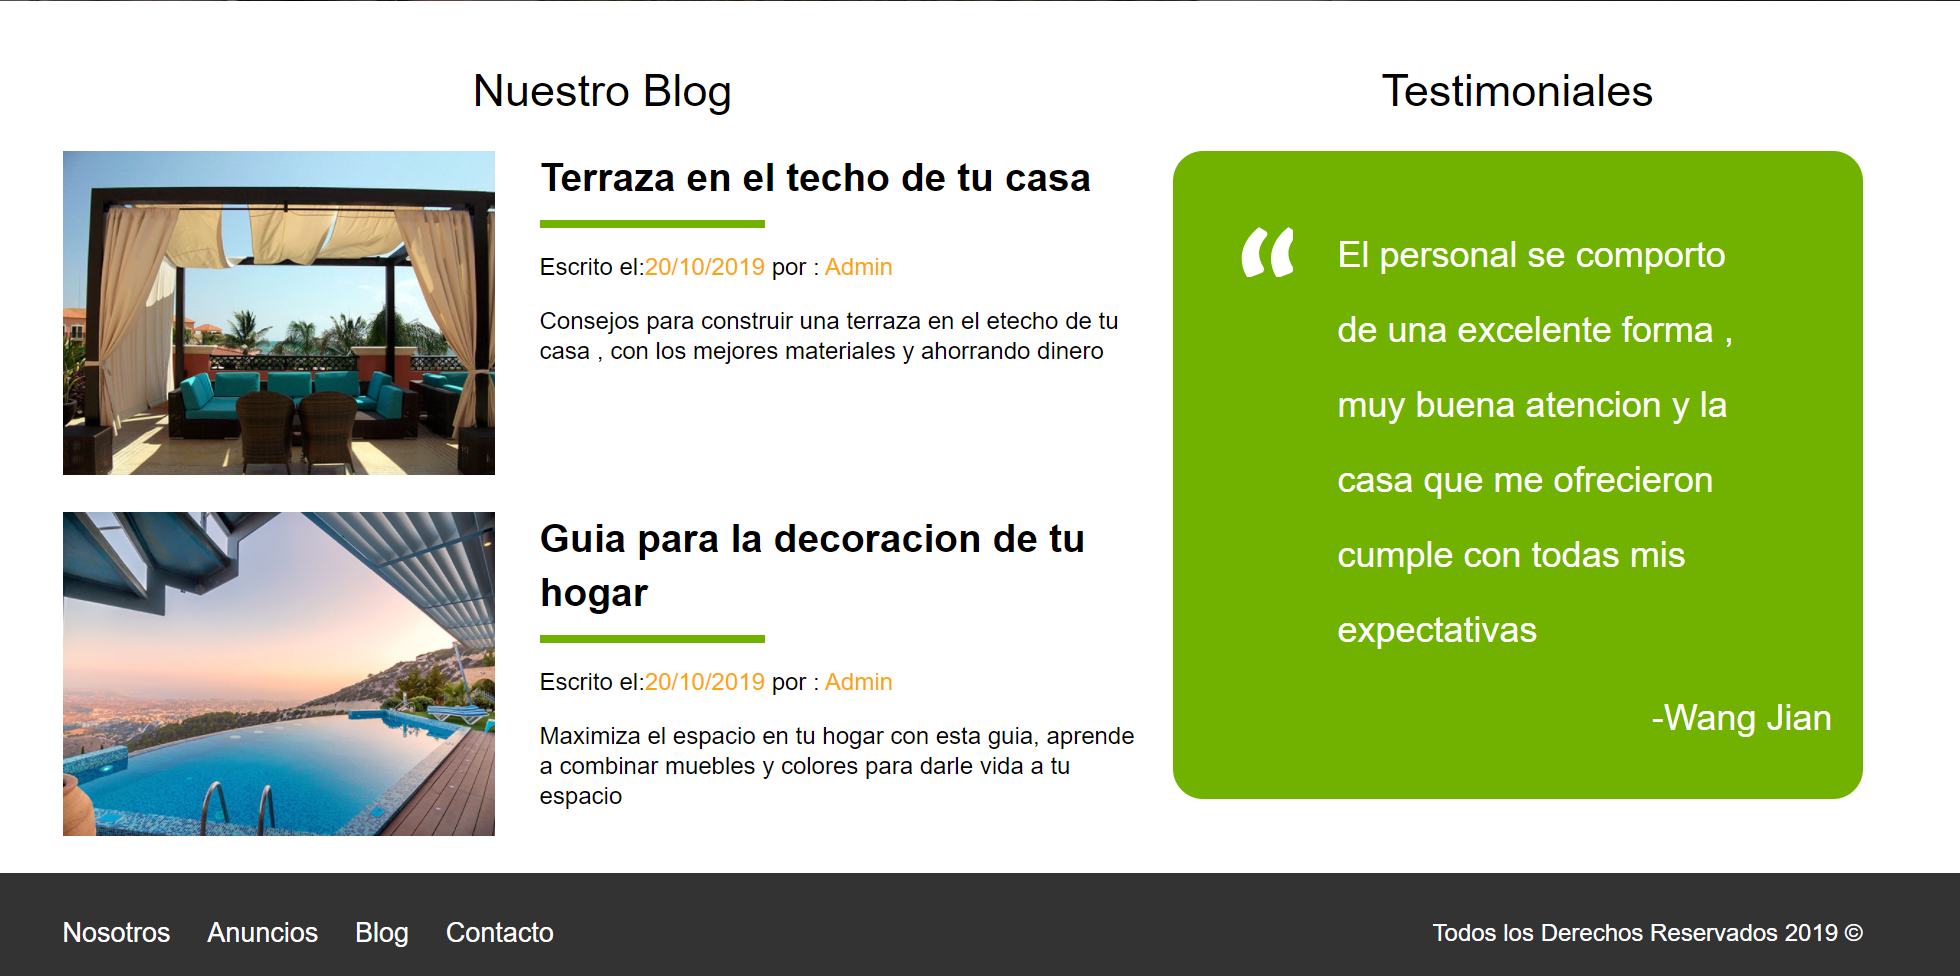 Nuestro Blog
Terraza en el techo de tu casa
Escrito el:20/10/2019 por : Admin
Consejos para construir una terraza en el etecho de tu
casa , con los mejores materiales y ahorrando dinero
Guia para la decoracion de tu
hogar
Escrito el:20/10/2019 por : Admin
Maximiza el espacio en tu hogar con esta guia, aprende
a combinar muebles y colores para darle vida a tu
espacio
Testimoniales
“ El personal se comporto
de una excelente forma ,
muy buena atencion y la
casa que me ofrecieron
cumple con todas mis
expectativas
-Wang Jian
Nosotros Anuncios Blog Contacto
Todos los Derechos Reservados 2019 ©